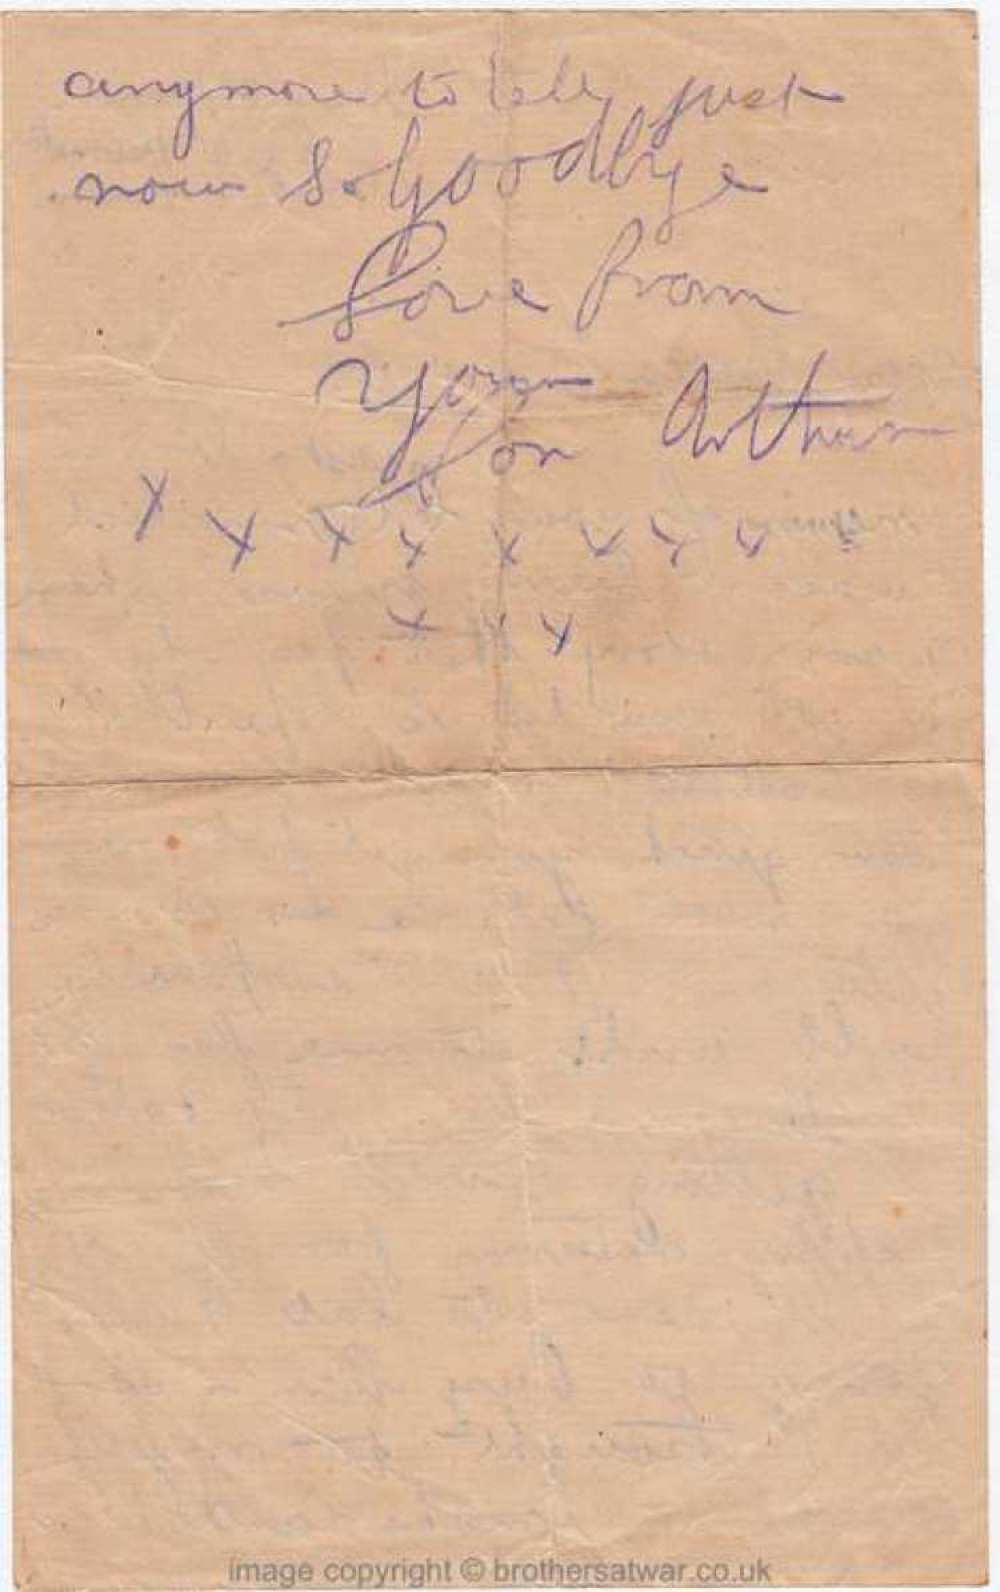 anymore to tell just
now So Goodbye
Love From
Your
Son Arthur
x x x x x x x x x
x x x
image copyright © brothersatwar.co.uk